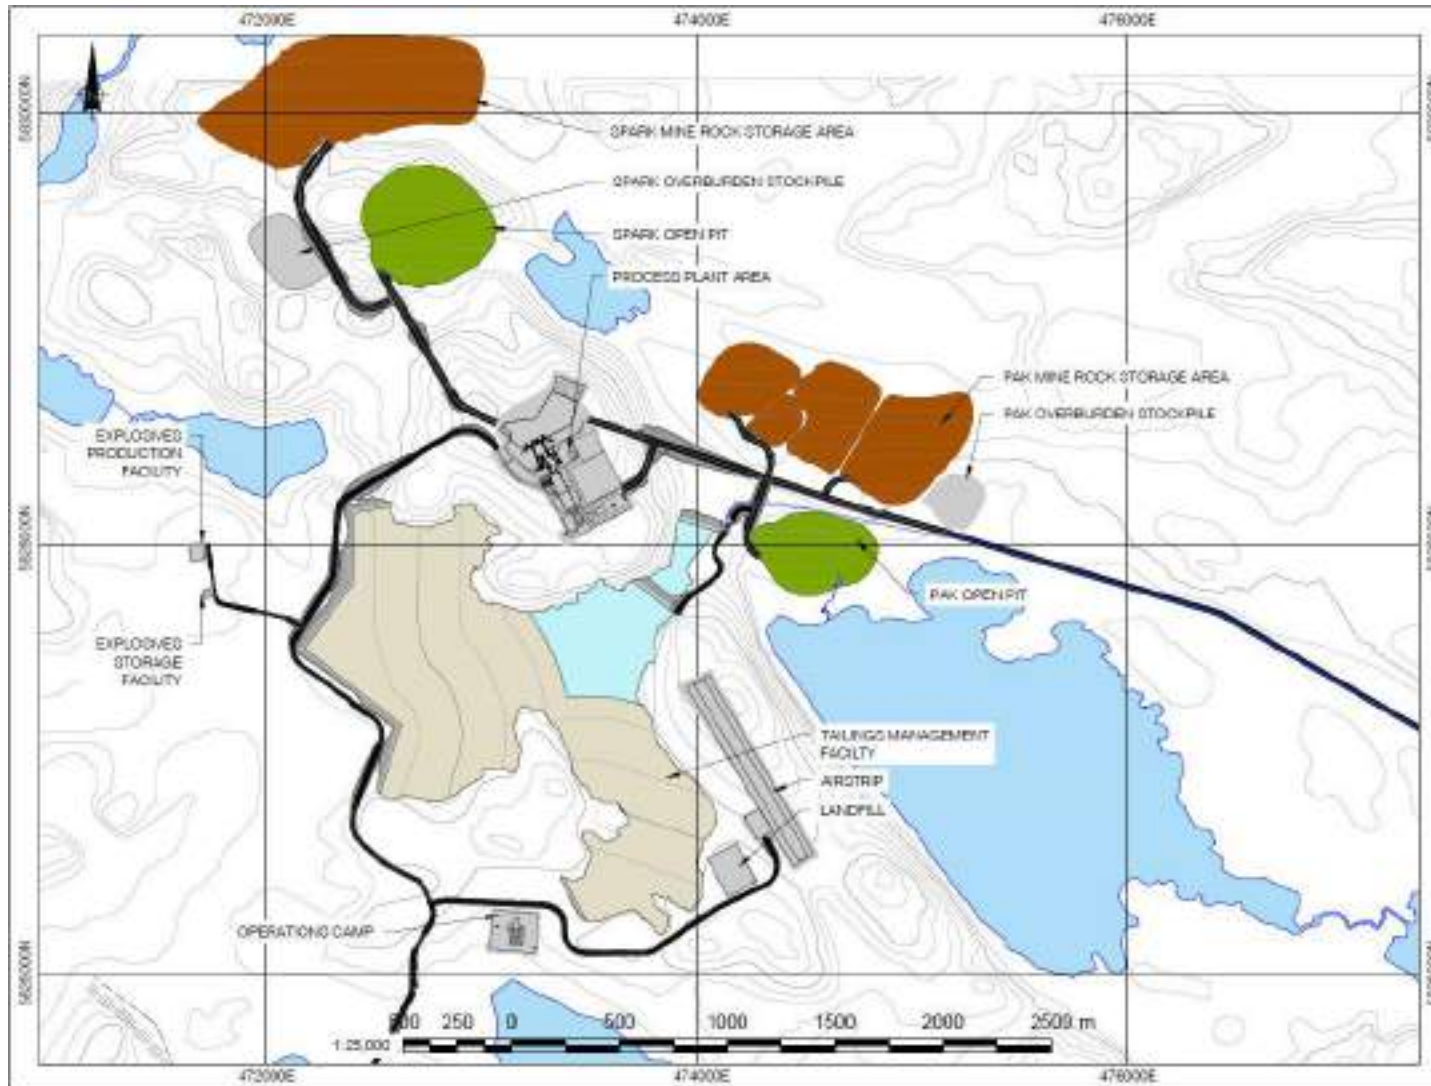 472000E
474000E
476000E
SPARK MINE ROCK STORAGE AREA
SPARK OVERBURDEN STOCKPILE
SPARK OPEN PIT
PROCESS PLANT AREA
PAK MINE ROCK STORAGE AREA
PAK OVERBURDEN STOCKPILE
EXPLOSIVES
PRODUCTION
FACILITY
PAK OPEN PIT
EXPLOSIVES
STORAGE
FACILITY
TAILINGS MANAGEMENT
FACILTY
AIRSTRIP
LANDFILL
OPERATIONS CAMP
500 250 0 500 1000 1500 2000 2500 m
1:25,000
472000E
474000E
476000E